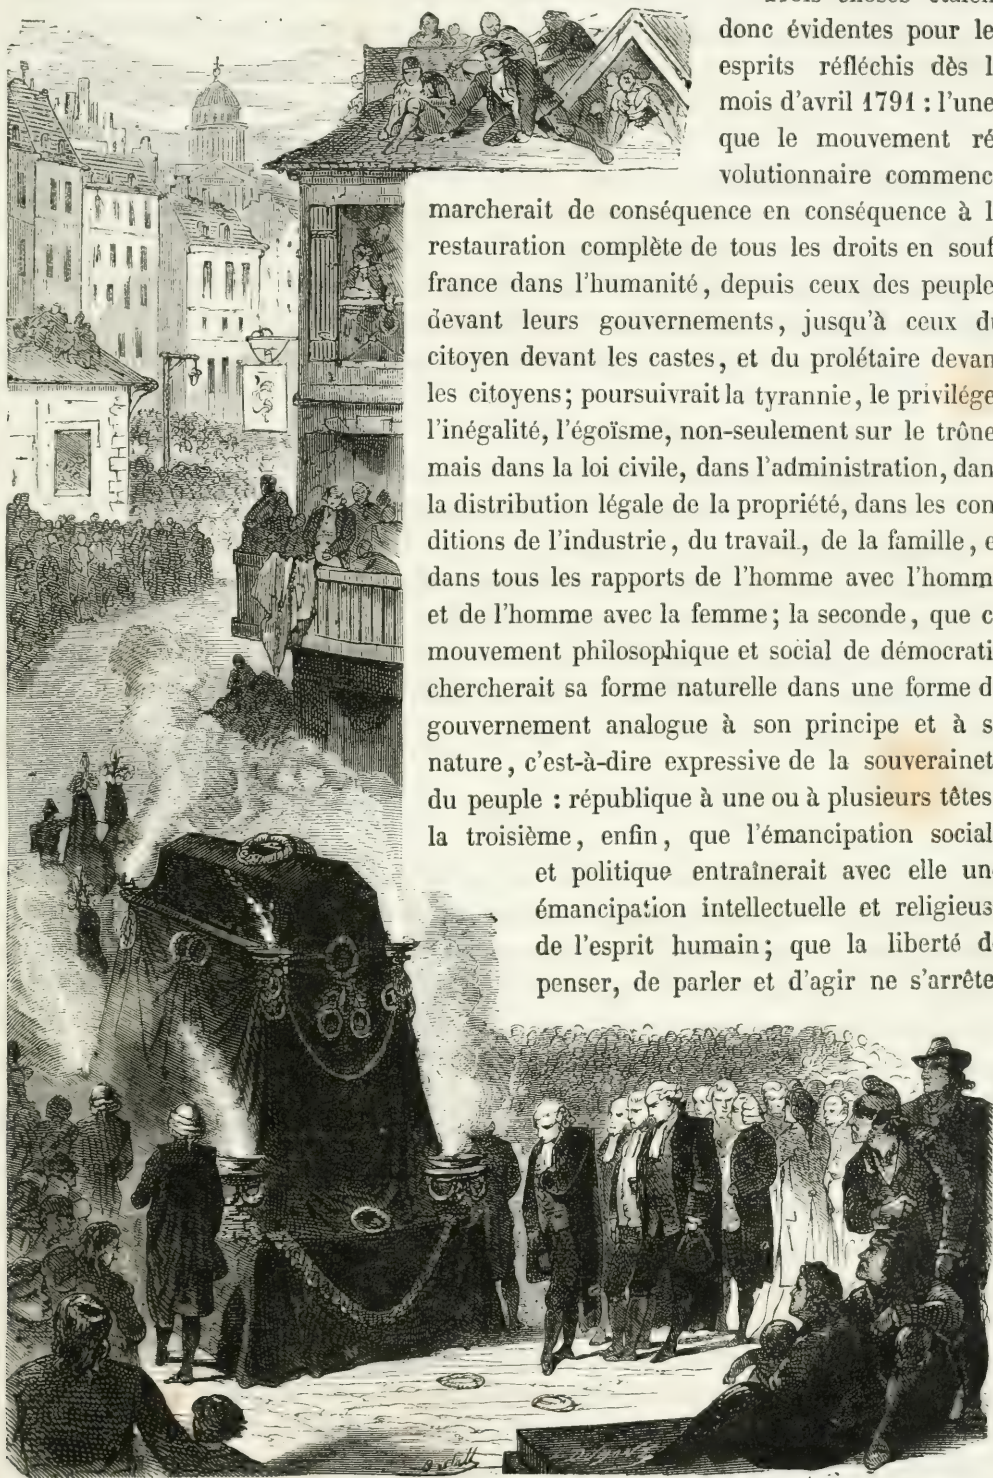 donc évidentes pour le
esprits réfléchis dès l
mois d'avril 1791 : l'une
que le mouvement ré
volutionnaire commenc
marcherait de conséquence en conséquence à l
restauration complète de tous les droits en souf
france dans l'humanité, depuis ceux des peuple
devant leurs gouvernements, jusqu'à ceux d
citoyen devant les castes, et du prolétaire devan
les citoyens; poursuivrait la tyrannie, le privilége
l'inégalité, l'égoïsme, non-seulement sur le trône
mais dans la loi civile, dans l'administration, dan
la distribution légale de la propriété, dans les con
ditions de l'industrie, du travail, de la famille, e
dans tous les rapports de l'homme avec l'homm
et de l'homme avec la femme; la seconde, que c
mouvement philosophique et social de démocrati
chercherait sa forme naturelle dans une forme d
gouvernement analogue à son principe et à s
nature, c'est-à-dire expressive de la souverainet
du peuple : république à une ou à plusieurs têtes
la troisième, enfin, que l'émancipation social
et politique entraînerait avec elle un
émancipation intellectuelle et religieus
de l'esprit humain; que la liberté d
penser, de parler et d'agir ne s'arrête